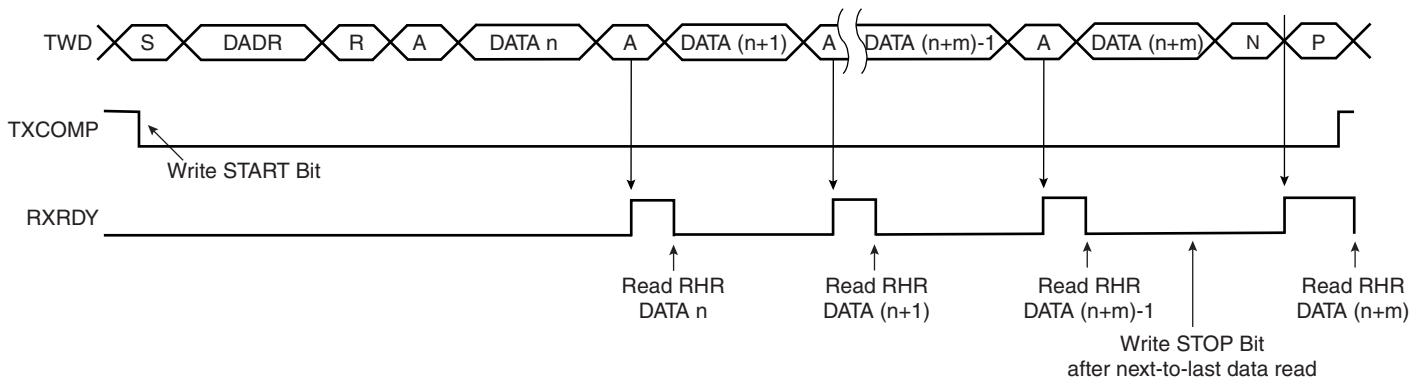 TWD S DADR R A DATA n A DATA (n+1) A DATA (n+m)-1 A DATA (n+m) N P
TXCOMP
Write START Bit
RXRDY
Read RHR
DATA n
Read RHR
DATA (n+1)
Read RHR
DATA (n+m)-1
Read RHR
DATA (n+m)
Write STOP Bit
after next-to-last data read